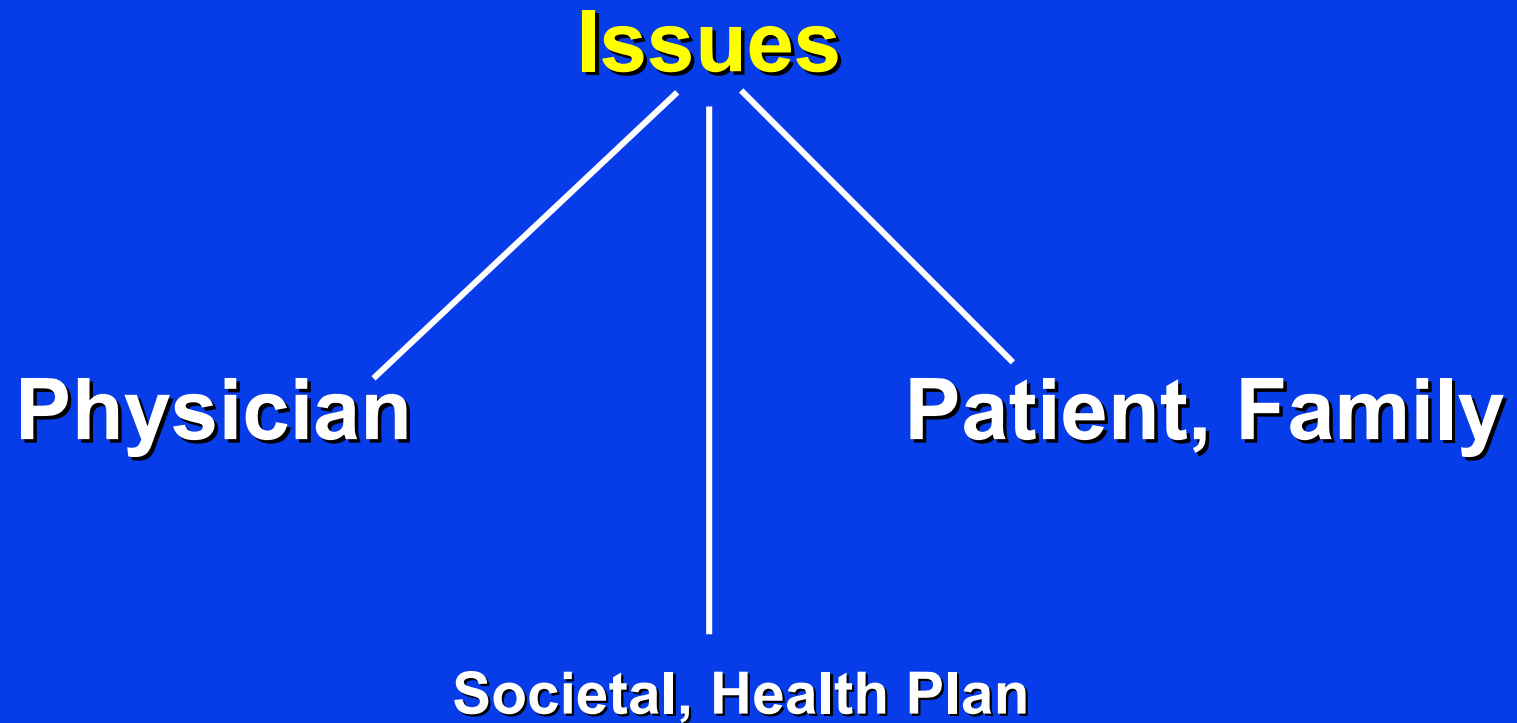 Issues
Physician
Patient, Family
Societal, Health Plan